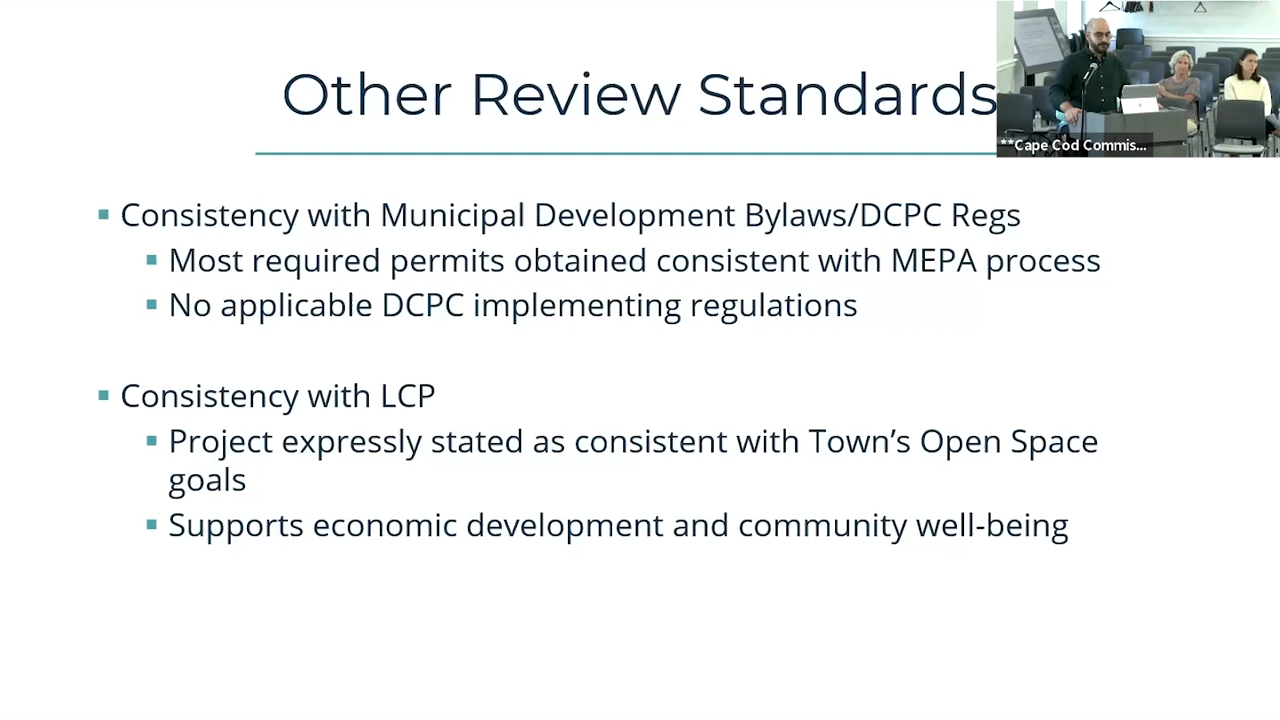 Other Review Standards
**Cape Cod Commis...
Consistency with Municipal Development Bylaws/DCPC Regs
Most required permits obtained consistent with MEPA process
No applicable DCPC implementing regulations
Consistency with LCP
Project expressly stated as consistent with Town’s Open Space
goals
Supports economic development and community well-being